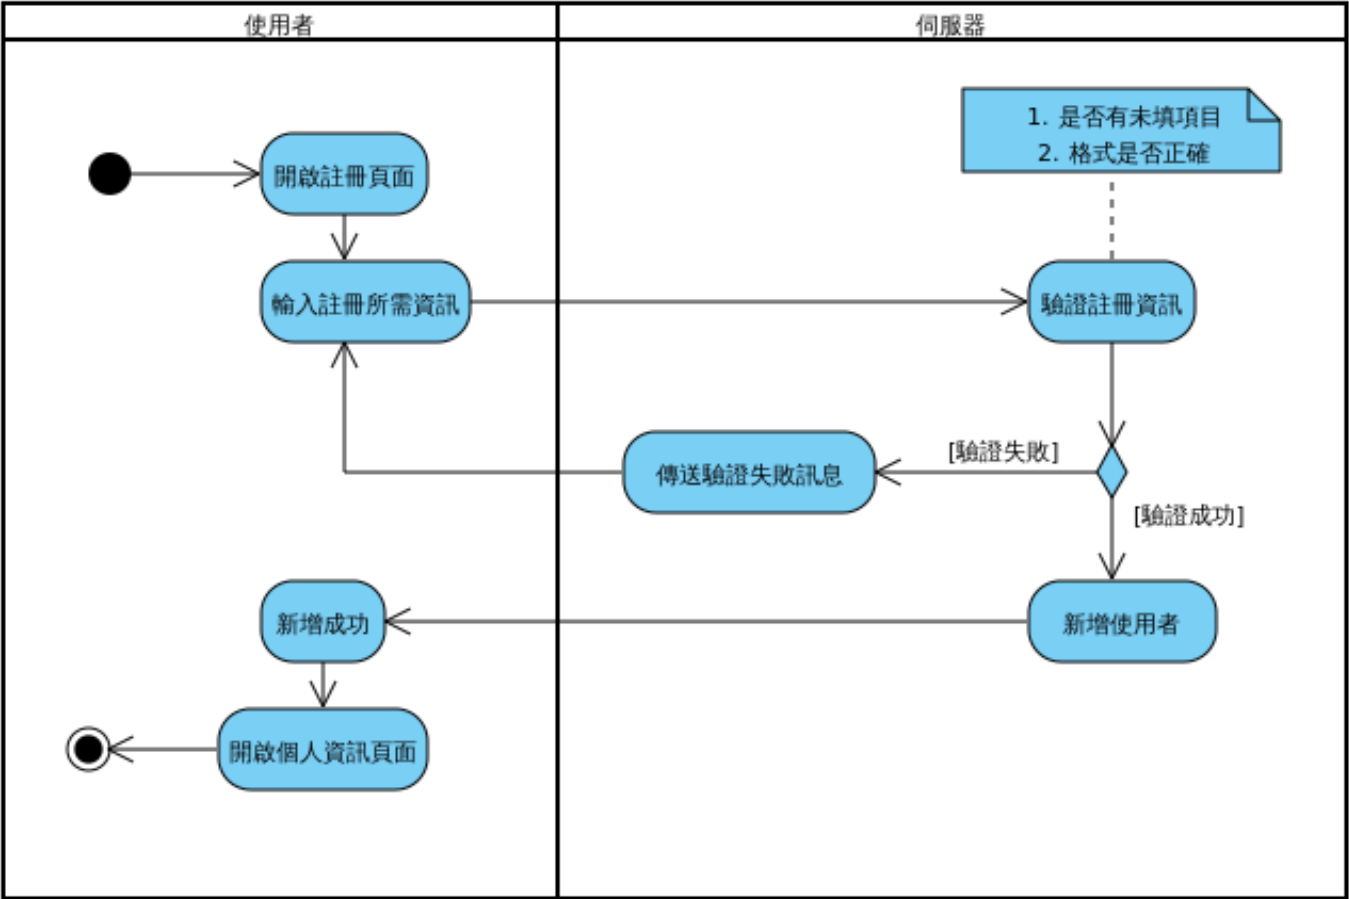 使用者
伺服器
1. 是否有未填項目
2. 格式是否正確
開啟註冊頁面
輸入註冊所需資訊
驗證註冊資訊
[驗證失敗]
傳送驗證失敗訊息
[驗證成功]
新增成功
新增使用者
開啟個人資訊頁面